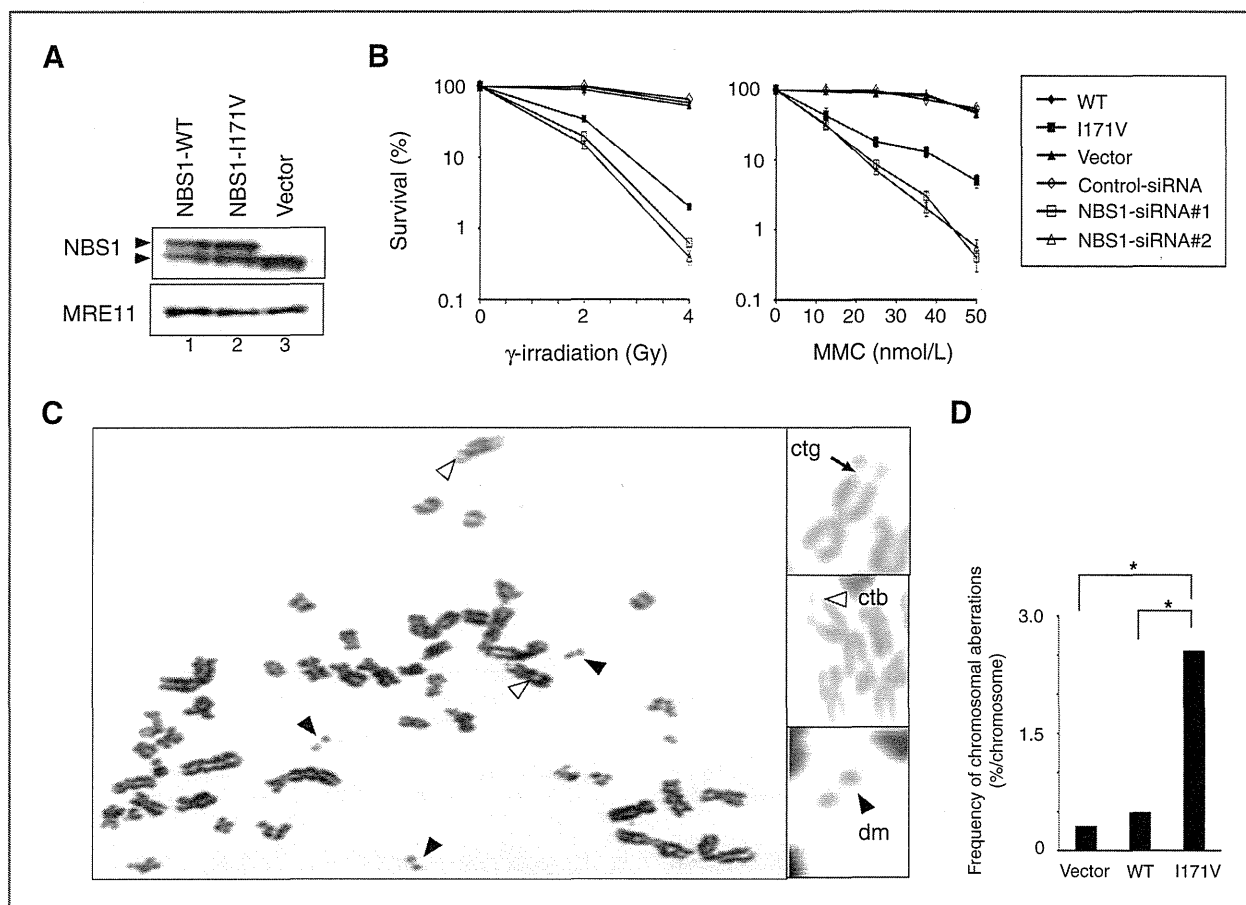 A
NBS1-WT
NBS1-I171V
Vector
NBS1
MRE11
1 2 3
B
Survival (%)
100
10
1
0.1
0 2 4
γ-irradiation (Gy)
100
10
1
0.1
0 10 20 30 40 50
MMC (nmol/L)
WT
I171V
Vector
Control-siRNA
NBS1-siRNA#1
NBS1-siRNA#2
C
ctg
ctb
dm
D
Frequency of chromosomal aberrations
(%/chromosome)
3.0
1.5
0
*
*
Vector WT I171V